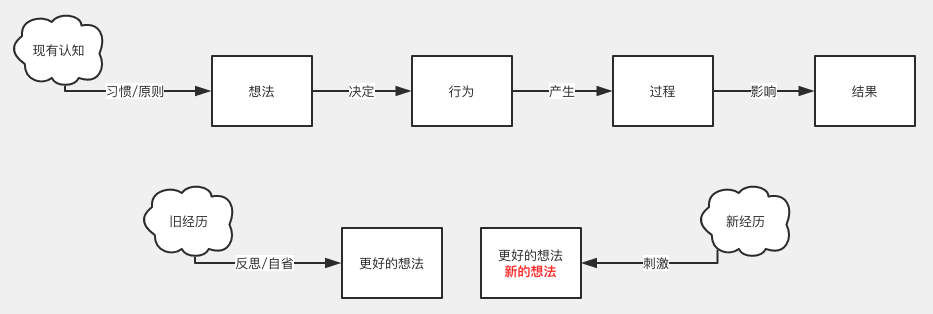 现有认知
习惯/原则
想法
决定
行为
产生
过程
影响
结果
旧经历
反思/自省
更好的想法
更好的想法
新的想法
刺激
新经历